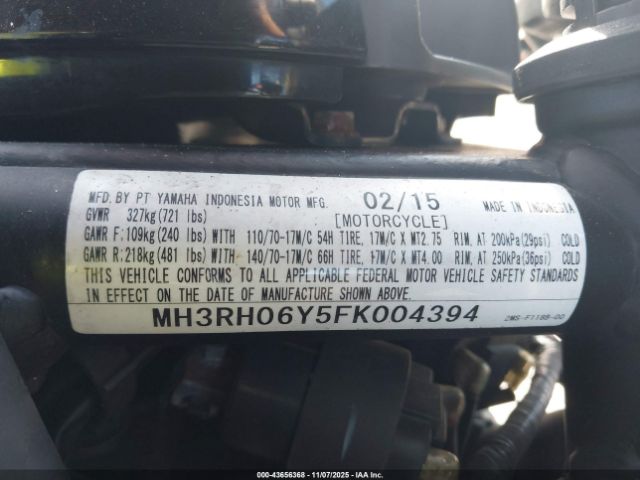 MFD. BY PT YAMAHA INDONESIA MOTOR MFG. 02/15 MADE IN INDONESIA
GVWR 327kg(721 lbs) [MOTORCYCLE]
GAWR F:109kg(240 lbs)WITH 110/70-17M/C 54H TIRE, 17M/C X MT2.75 RIM, AT 200kPa(29psi) COLD
GAWR R:218kg(481 lbs)WITH 140/70-17M/C 66H TIRE, 17M/C X MT4.00 RIM, AT 250kPa(36psi) COLD
THIS VEHICLE CONFORMS TO ALL APPLICABLE FEDERAL MOTOR VEHICLE SAFETY STANDARDS
IN EFFECT ON THE DATE OF MANUFACTURE SHOWN ABOVE.
MH3RH06Y5FK004394 2MS-F118B-00
000-43656368 - 11/07/2025 - IAA, Inc.